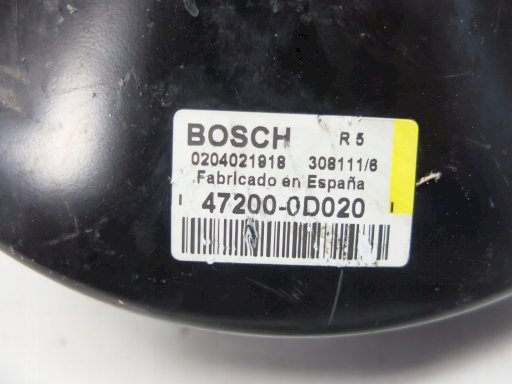 BOSCH R 5
0204021918 308111/6
Fabricado en España
47200-0D020